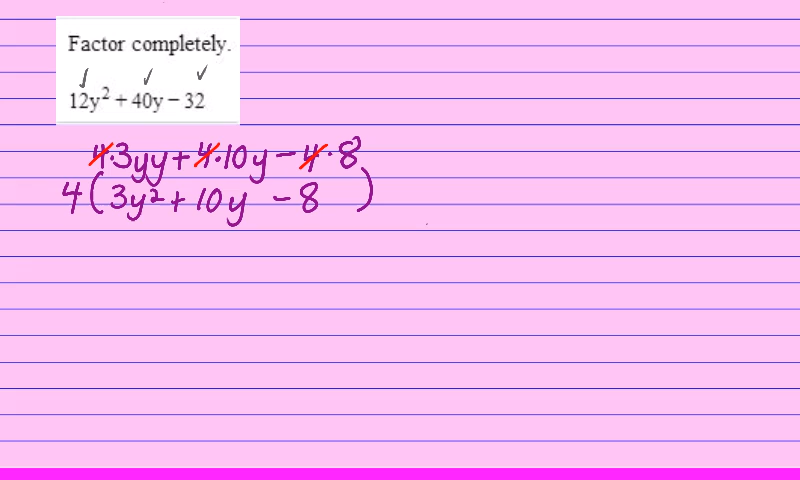 Factor completely.
12y² + 40y − 32
4·3yy + 4·10y − 4·8
4(3y² + 10y − 8)